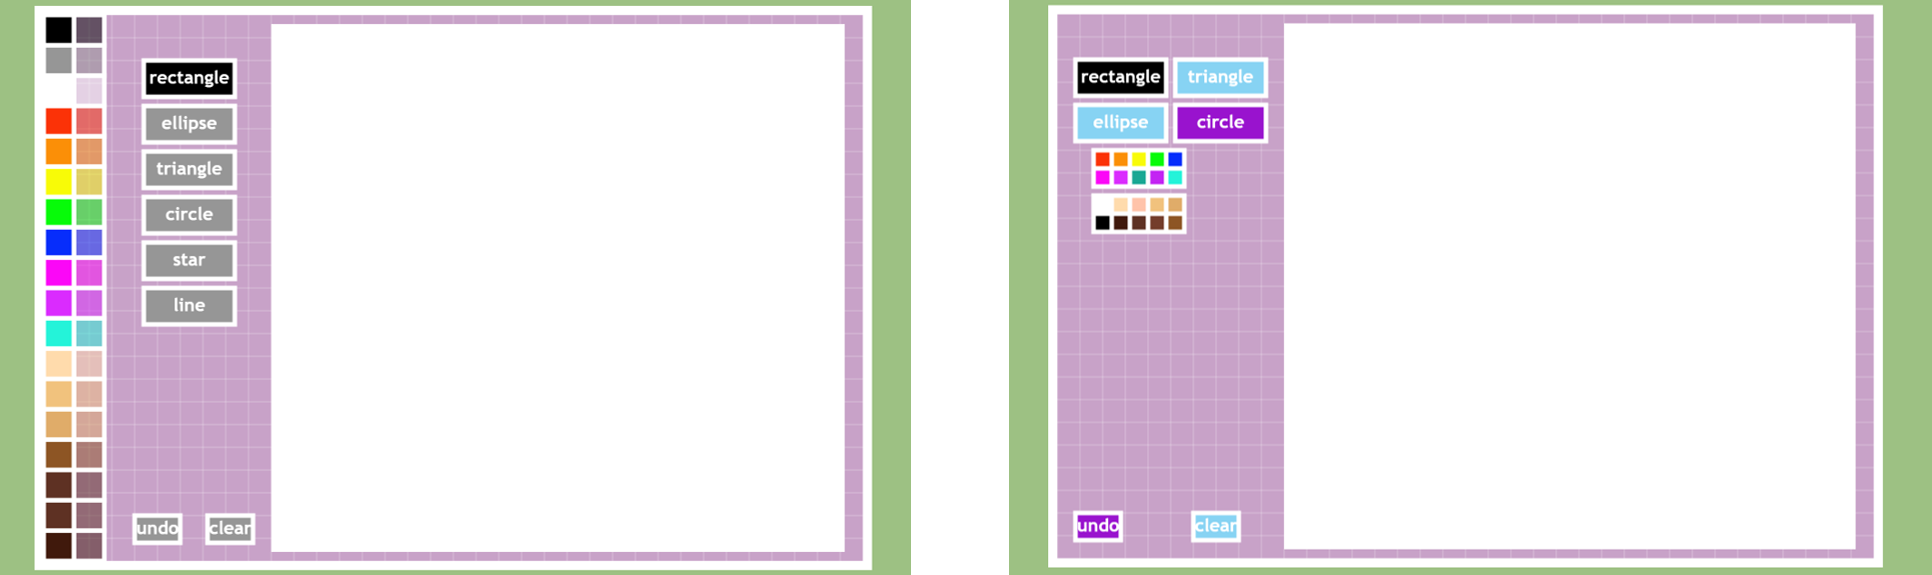 rectangle
ellipse
triangle
circle
star
line
undo clear
rectangle triangle
ellipse circle
undo clear